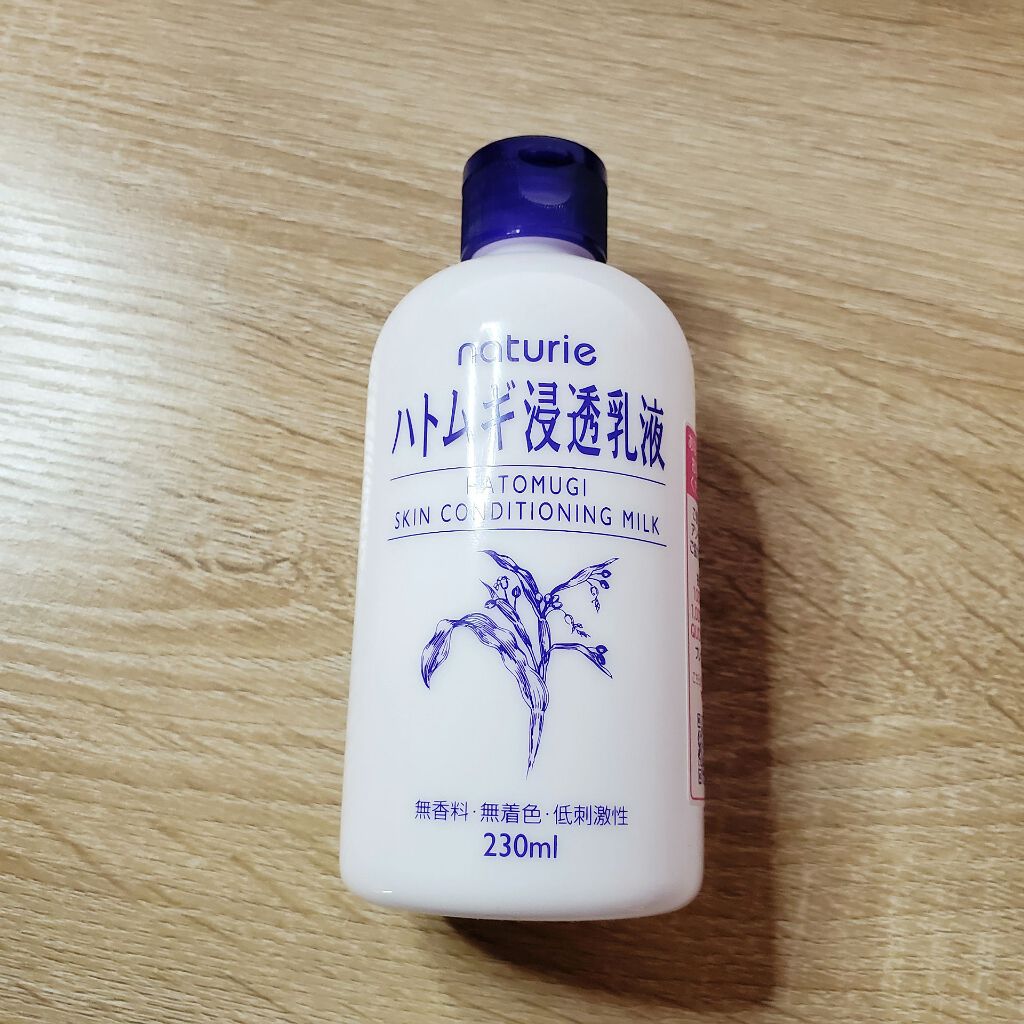 naturie
ハトムギ浸透乳液
HATOMUGI
SKIN CONDITIONING MILK
無香料・無着色・低刺激性
230ml